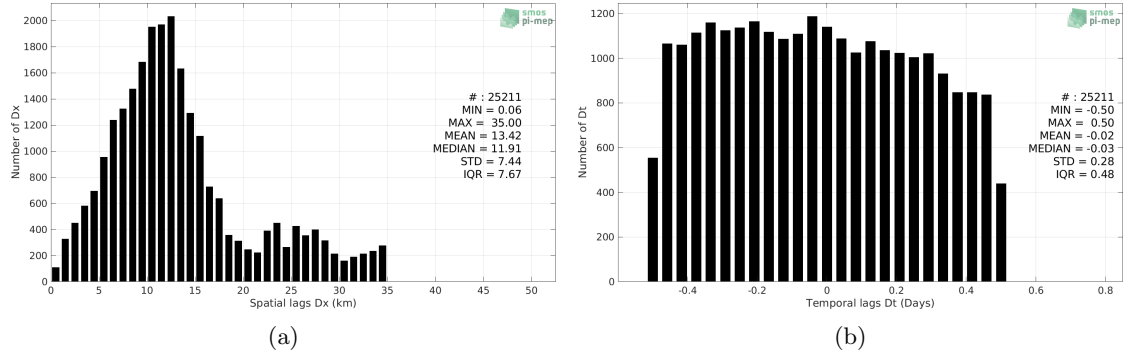 2000
1800
1600
1400
1200
1000
800
600
400
200
0
Number of Dx
smos
pi-mep
# : 25211
MIN = 0.06
MAX = 35.00
MEAN = 13.42
MEDIAN = 11.91
STD = 7.44
IQR = 7.67
0 5 10 15 20 25 30 35 40 45 50
Spatial lags Dx (km)
(a)
1200
1000
800
600
400
200
0
Number of Dt
smos
pi-mep
# : 25211
MIN = -0.50
MAX = 0.50
MEAN = -0.02
MEDIAN = -0.03
STD = 0.28
IQR = 0.48
-0.4 -0.2 0 0.2 0.4 0.6 0.8
Temporal lags Dt (Days)
(b)